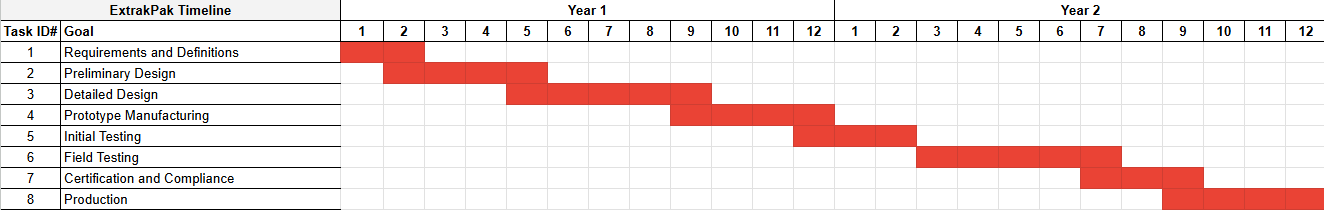 ExtrakPak Timeline Year 1 Year 2
Task ID# Goal 1 2 3 4 5 6 7 8 9 10 11 12 1 2 3 4 5 6 7 8 9 10 11 12
1 Requirements and Definitions
2 Preliminary Design
3 Detailed Design
4 Prototype Manufacturing
5 Initial Testing
6 Field Testing
7 Certification and Compliance
8 Production